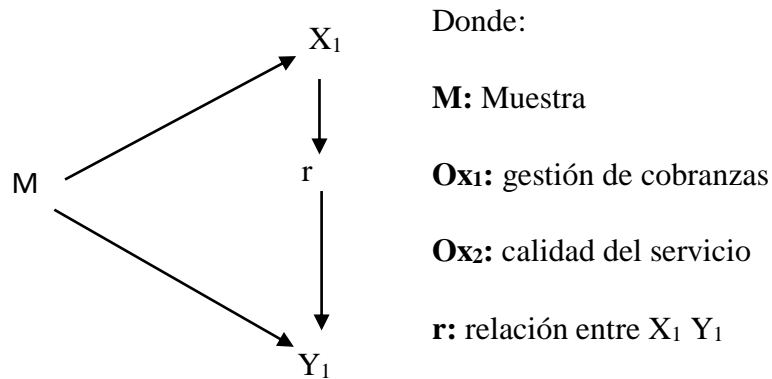 X₁
r
M
Y₁
Donde:
M: Muestra
Ox₁: gestión de cobranzas
Ox₂: calidad del servicio
r: relación entre X₁ Y₁